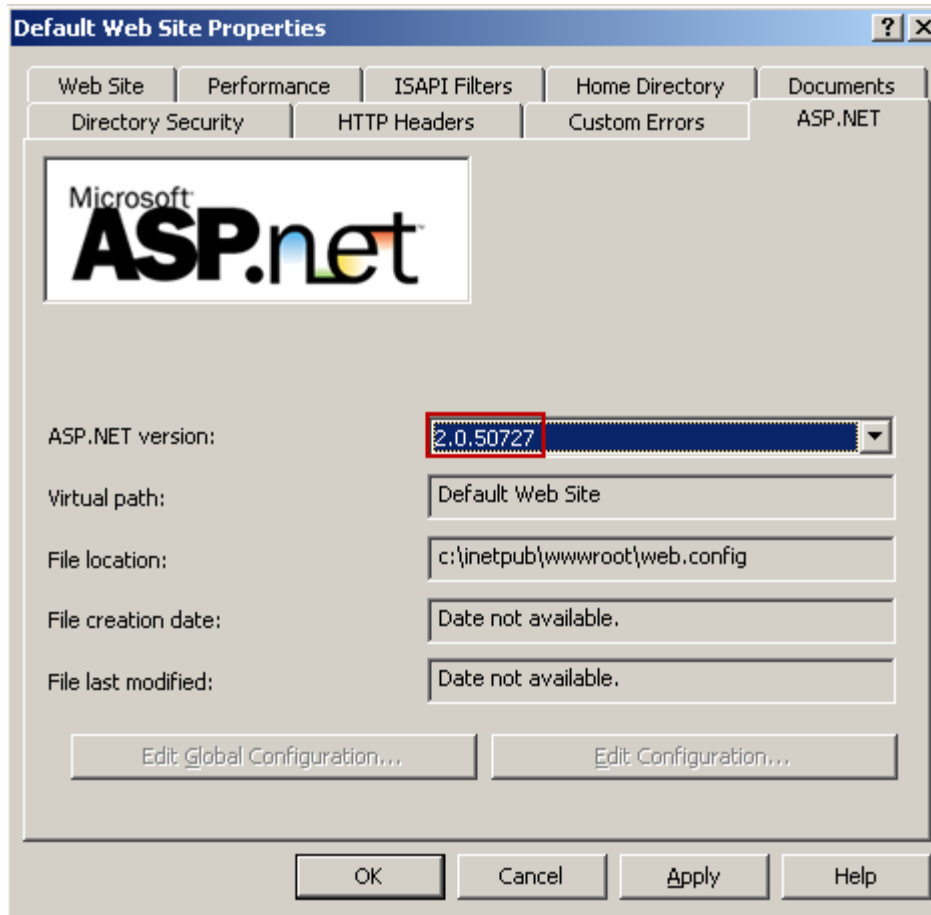 Default Web Site Properties
Web Site Performance ISAPI Filters Home Directory Documents
Directory Security HTTP Headers Custom Errors ASP.NET
Microsoft
ASP.net
ASP.NET version: 2.0.50727
Virtual path: Default Web Site
File location: c:\inetpub\wwwroot\web.config
File creation date: Date not available.
File last modified: Date not available.
Edit Global Configuration... Edit Configuration...
OK Cancel Apply Help